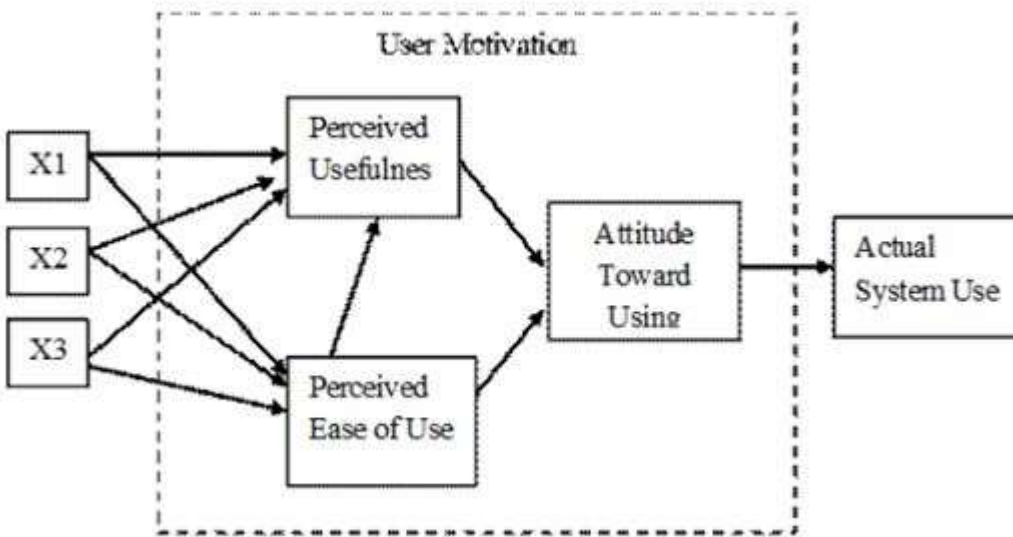 User Motivation
X1
X2
X3
Perceived
Usefulnes
Perceived
Ease of Use
Attitude
Toward
Using
Actual
System Use